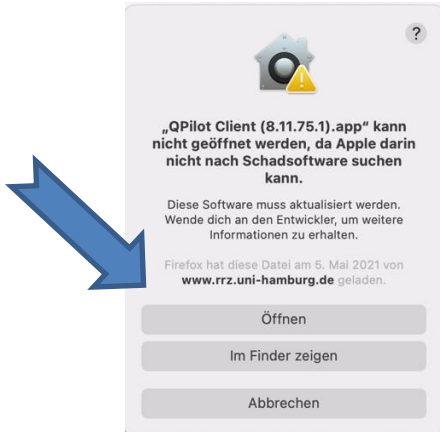 ?
„QPilot Client (8.11.75.1).app“ kann
nicht geöffnet werden, da Apple darin
nicht nach Schadsoftware suchen
kann.
Diese Software muss aktualisiert werden.
Wende dich an den Entwickler, um weitere
Informationen zu erhalten.
Firefox hat diese Datei am 5. Mai 2021 von
www.rrz.uni-hamburg.de geladen.
Öffnen
Im Finder zeigen
Abbrechen